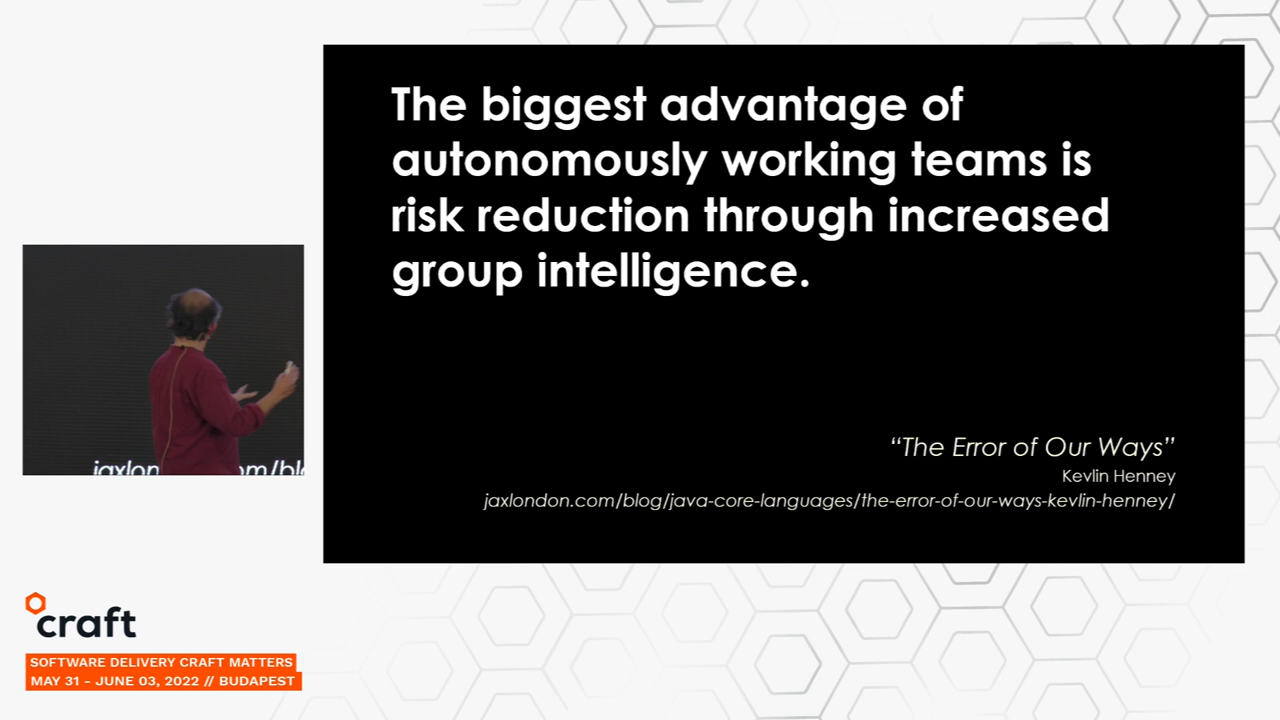 The biggest advantage of
autonomously working teams is
risk reduction through increased
group intelligence.
“The Error of Our Ways”
Kevlin Henney
jaxlondon.com/blog/java-core-languages/the-error-of-our-ways-kevlin-henney/
craft
SOFTWARE DELIVERY CRAFT MATTERS
MAY 31 - JUNE 03, 2022 // BUDAPEST